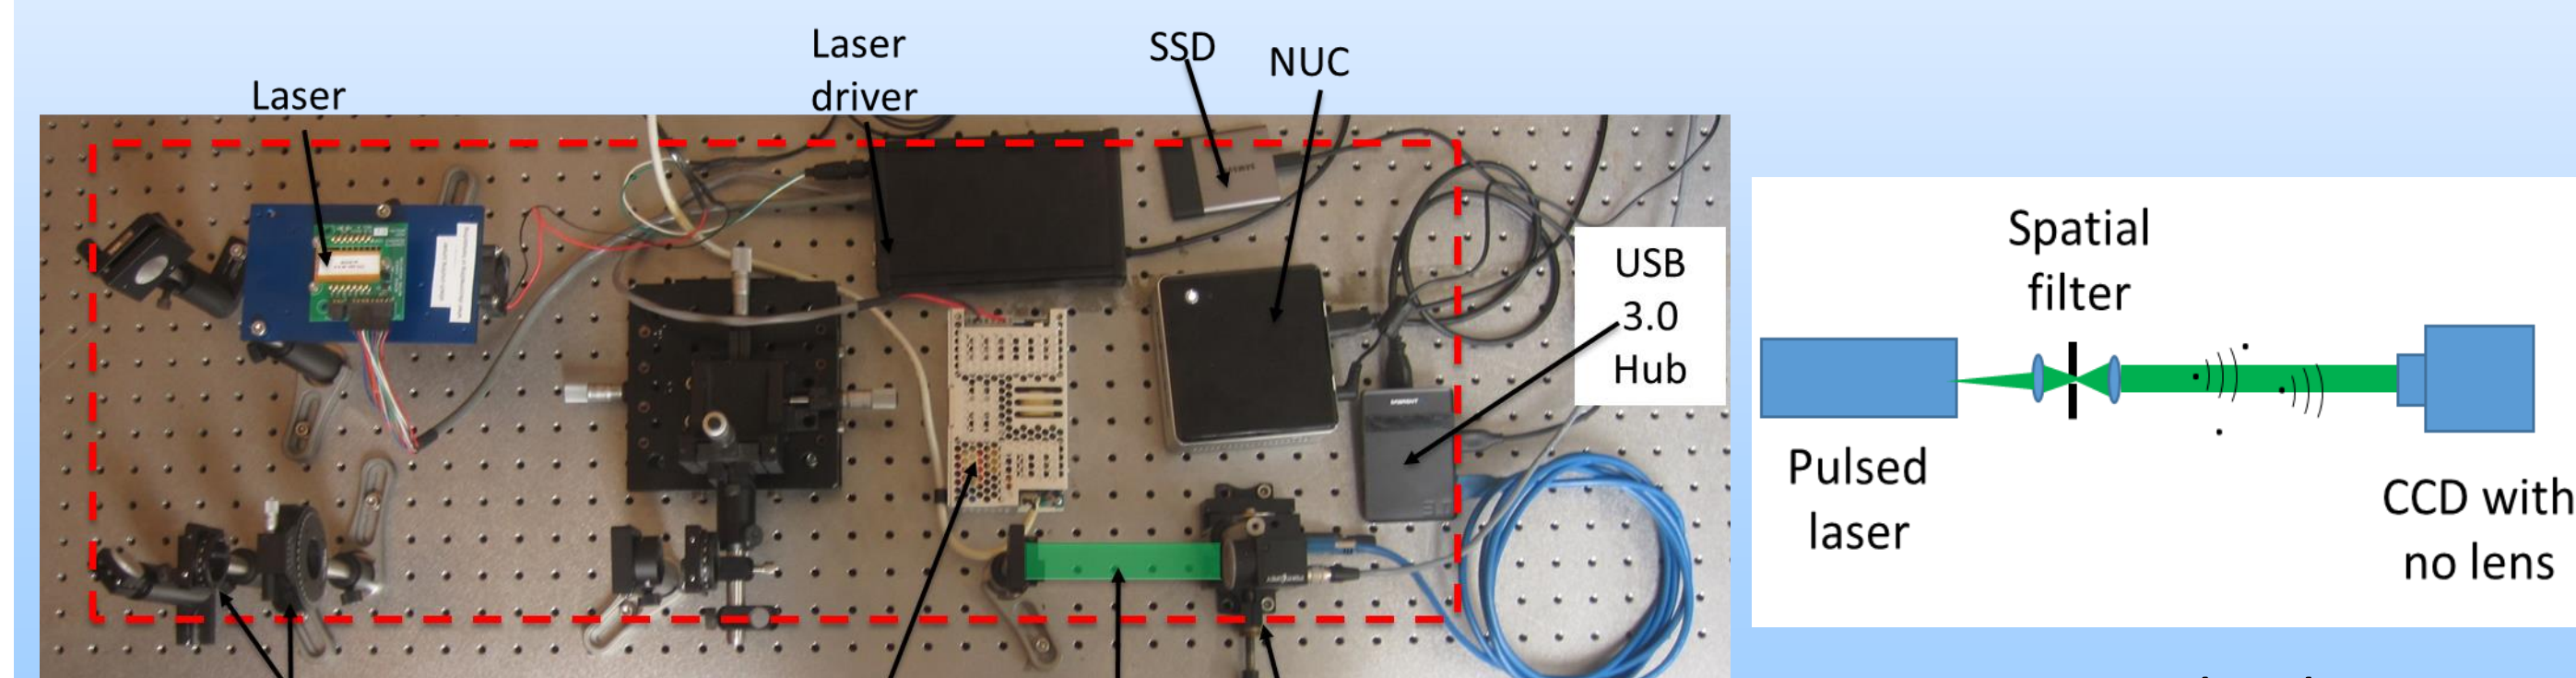 Laser
Laser
driver
SSD
NUC
USB
3.0
Hub
Spatial
filter
Pulsed
laser
CCD with
no lens